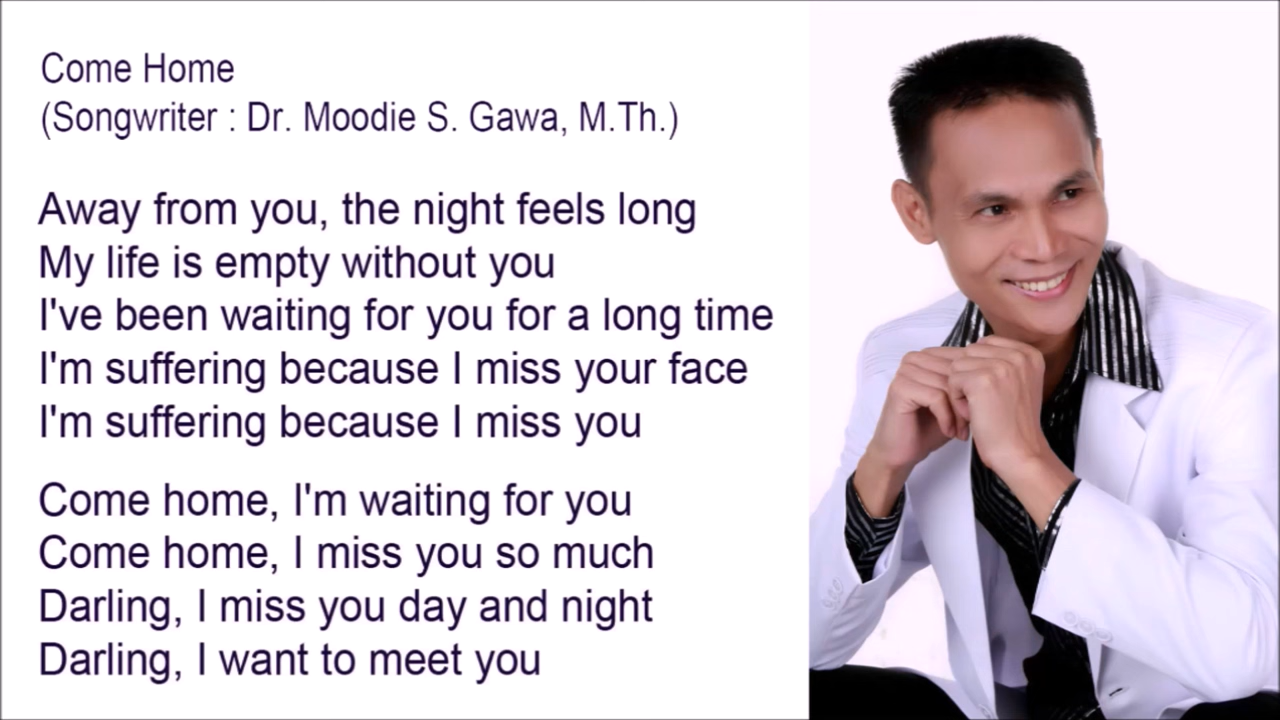 Come Home
(Songwriter : Dr. Moodie S. Gawa, M.Th.)
Away from you, the night feels long
My life is empty without you
I've been waiting for you for a long time
I'm suffering because I miss your face
I'm suffering because I miss you
Come home, I'm waiting for you
Come home, I miss you so much
Darling, I miss you day and night
Darling, I want to meet you